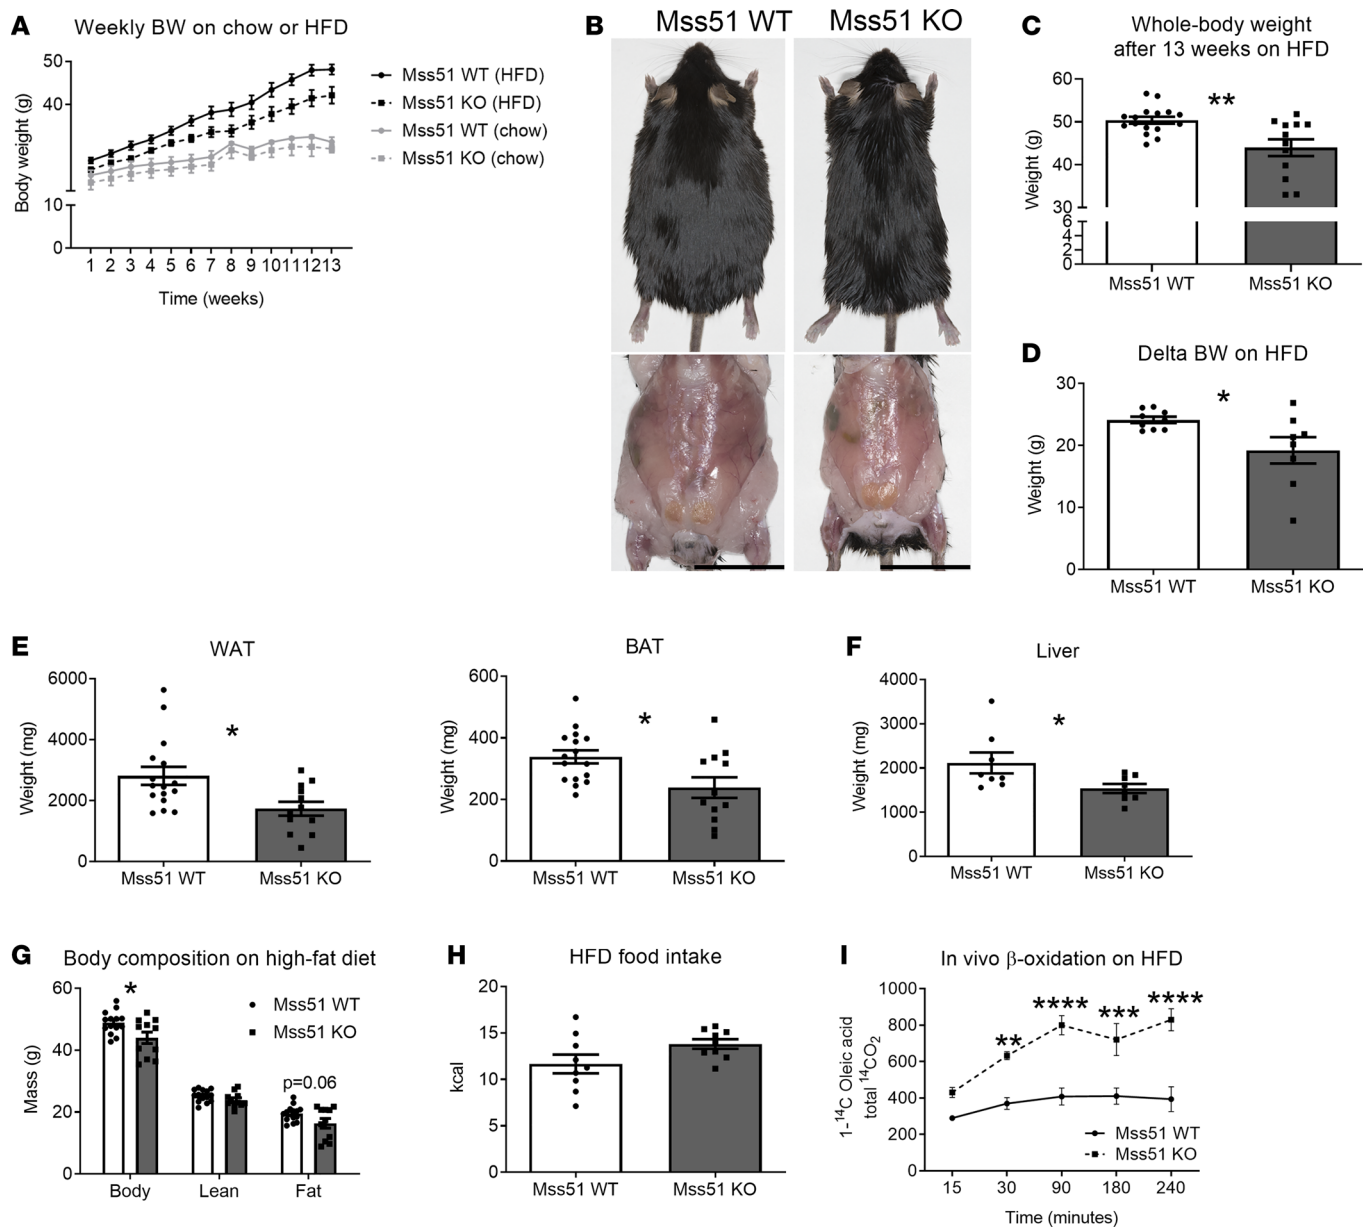 A
Weekly BW on chow or HFD
Body weight (g)
50
40
10
0
1 2 3 4 5 6 7 8 9 10 11 12 13
Time (weeks)
Mss51 WT (HFD)
Mss51 KO (HFD)
Mss51 WT (chow)
Mss51 KO (chow)
B
Mss51 WT
Mss51 KO
C
Whole-body weight
after 13 weeks on HFD
Weight (g)
60
50
40
30
6
4
2
0
**
Mss51 WT
Mss51 KO
D
Delta BW on HFD
Weight (g)
30
20
10
0
*
Mss51 WT
Mss51 KO
E
WAT
Weight (mg)
6000
4000
2000
0
*
Mss51 WT
Mss51 KO
BAT
Weight (mg)
600
400
200
0
*
Mss51 WT
Mss51 KO
F
Liver
Weight (mg)
4000
3000
2000
1000
0
*
Mss51 WT
Mss51 KO
G
Body composition on high-fat diet
Mass (g)
60
40
20
0
*
Mss51 WT
Mss51 KO
p=0.06
Body
Lean
Fat
H
HFD food intake
kcal
20
15
10
5
0
Mss51 WT
Mss51 KO
I
In vivo β-oxidation on HFD
1-¹⁴C Oleic acid
total ¹⁴CO₂
1000
800
600
400
200
0
**
****
***
****
Mss51 WT
Mss51 KO
15 30 90 180 240
Time (minutes)